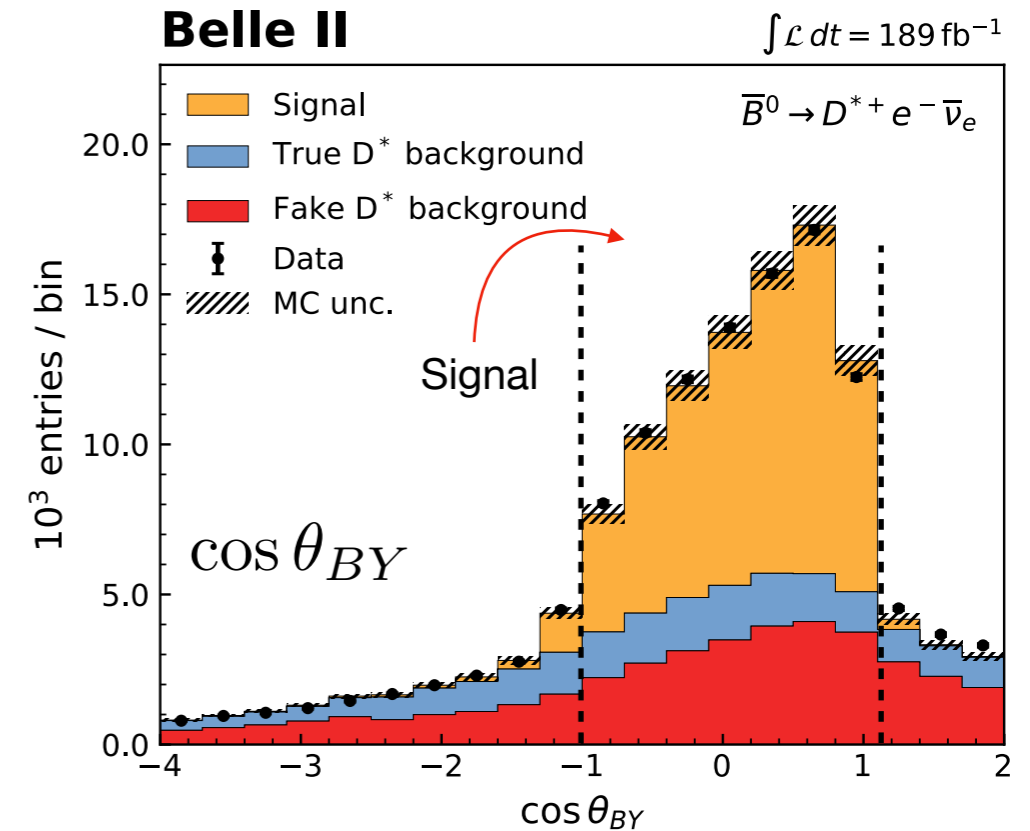 Belle II
∫ℒ dt = 189 fb⁻¹
B̅⁰ → D*⁺ e⁻ ν̅ₑ
Signal
True D* background
Fake D* background
Data
MC unc.
Signal
cos θ_BY
10³ entries / bin
20.0
15.0
10.0
5.0
0.0
−4 −3 −2 −1 0 1 2
cos θ_BY